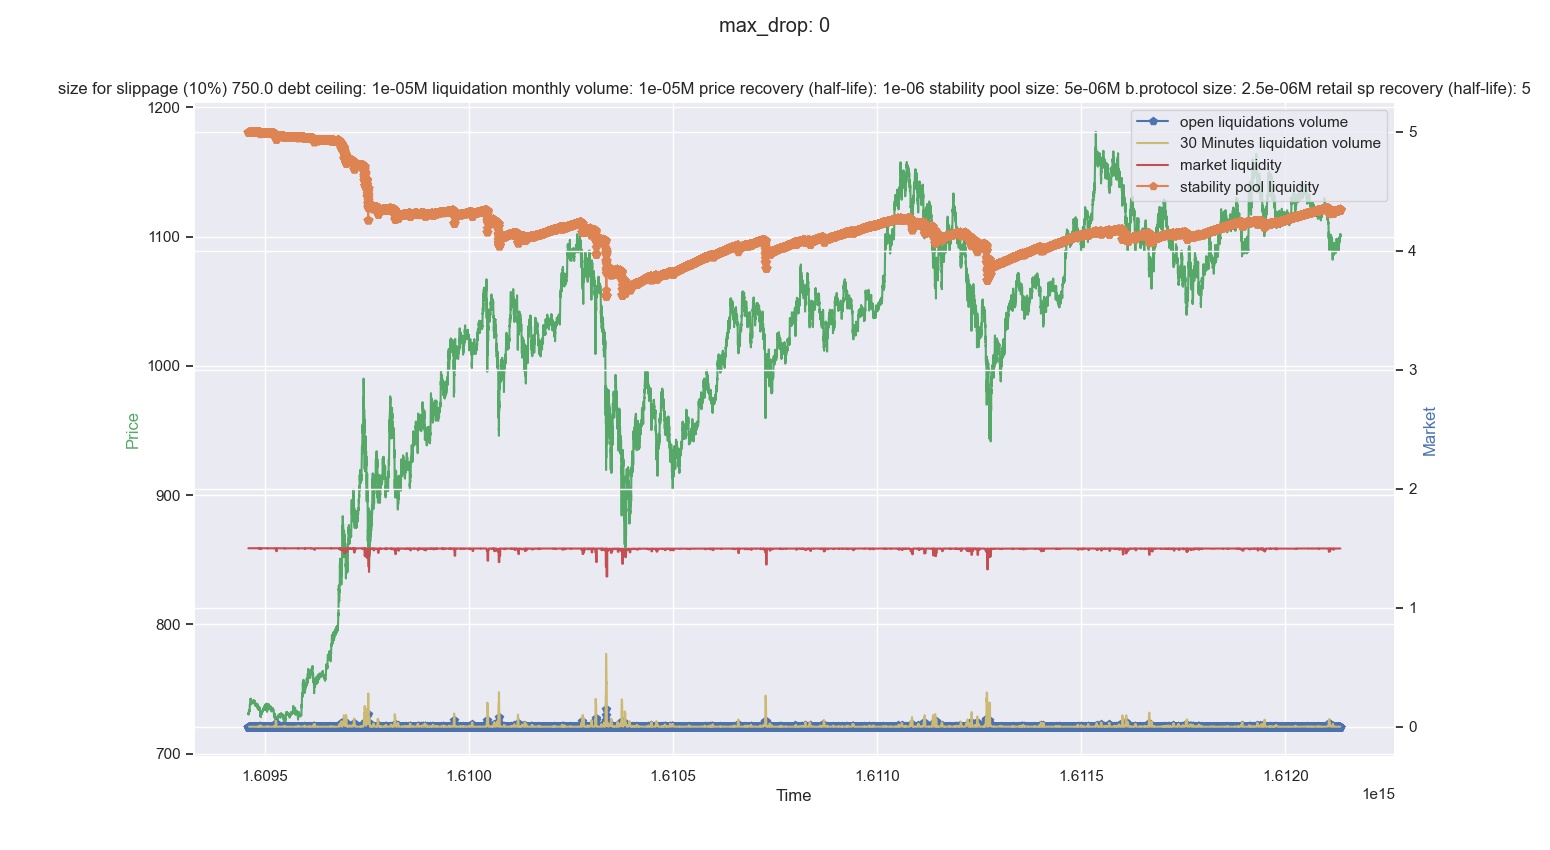 max_drop: 0
size for slippage (10%) 750.0 debt ceiling: 1e-05M liquidation monthly volume: 1e-05M price recovery (half-life): 1e-06 stability pool size: 5e-06M b.protocol size: 2.5e-06M retail sp recovery (half-life): 5
open liquidations volume
30 Minutes liquidation volume
market liquidity
stability pool liquidity
1200
1100
1000
900
800
700
Price
5
4
3
2
1
0
Market
1.6095 1.6100 1.6105 1.6110 1.6115 1.6120
1e15
Time